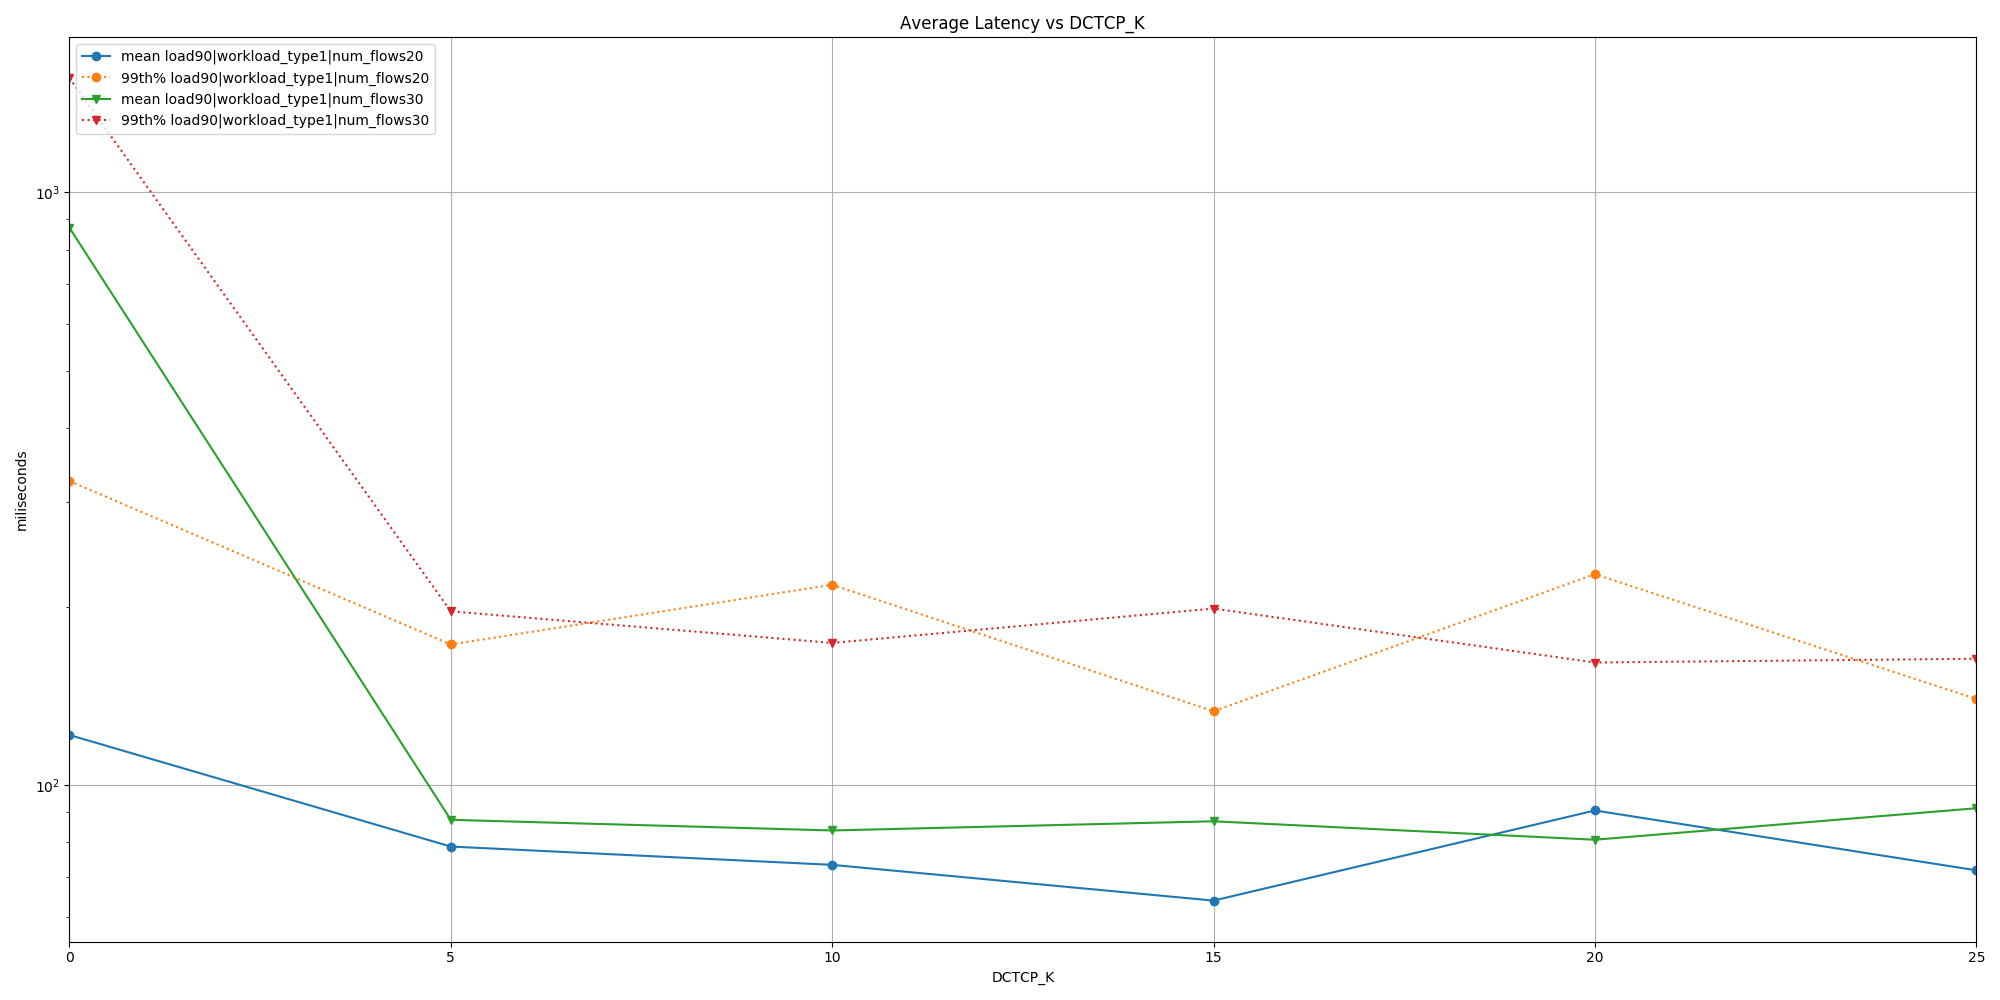 Average Latency vs DCTCP_K
mean load90|workload_type1|num_flows20
99th% load90|workload_type1|num_flows20
mean load90|workload_type1|num_flows30
99th% load90|workload_type1|num_flows30
10³
10²
miliseconds
0 5 10 15 20 25
DCTCP_K